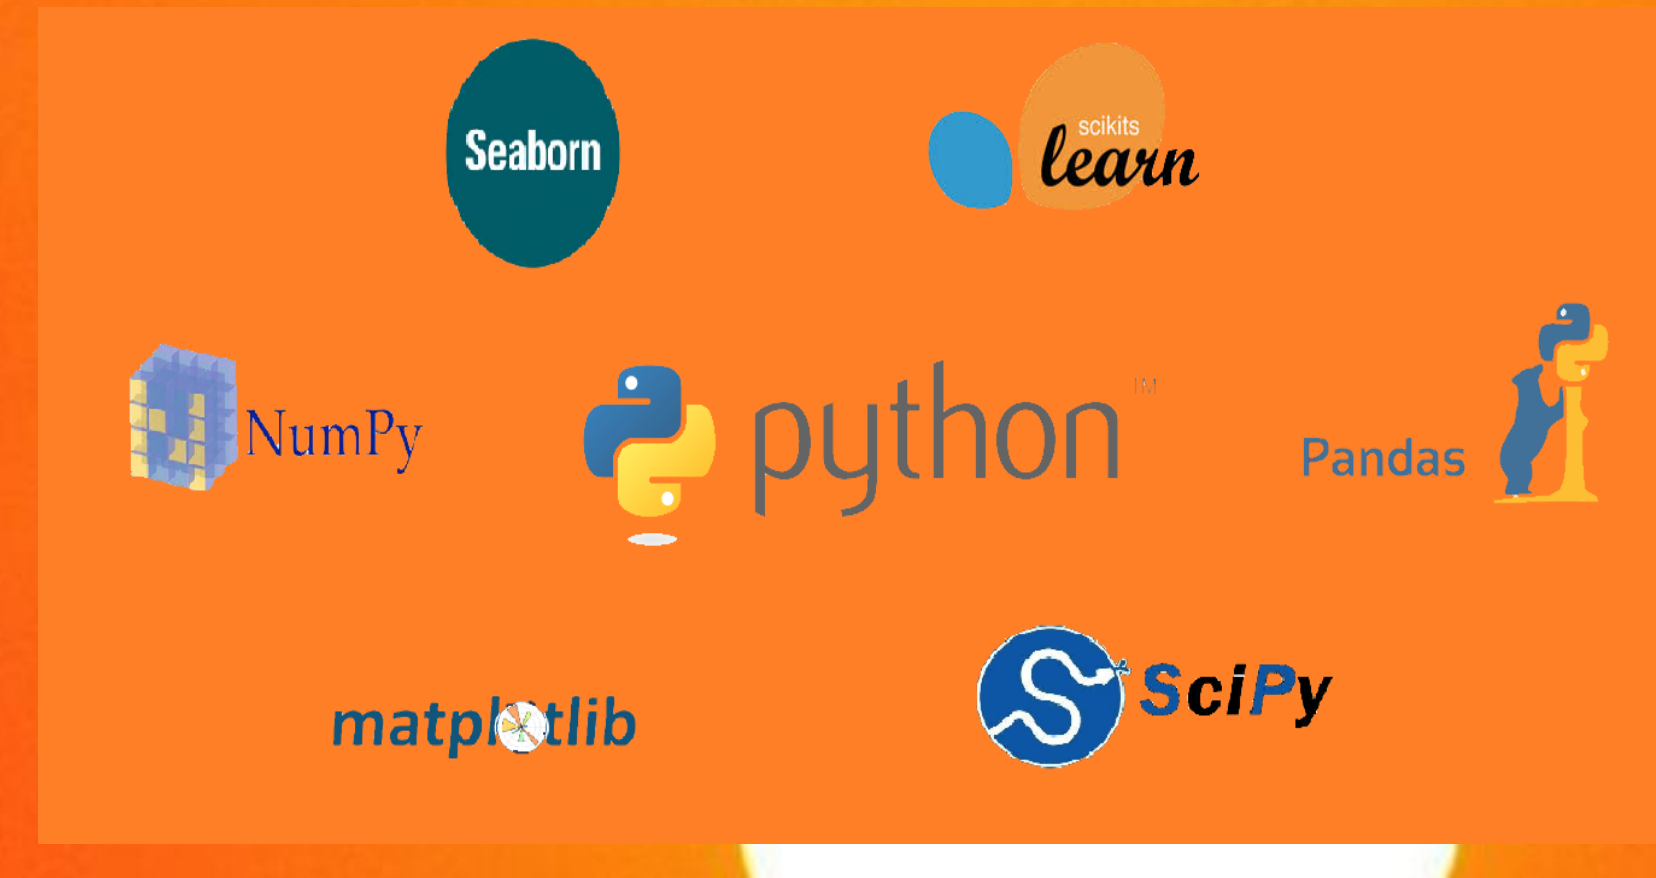 Seaborn
scikits
learn
NumPy
python
TM
Pandas
matplotlib
SciPy